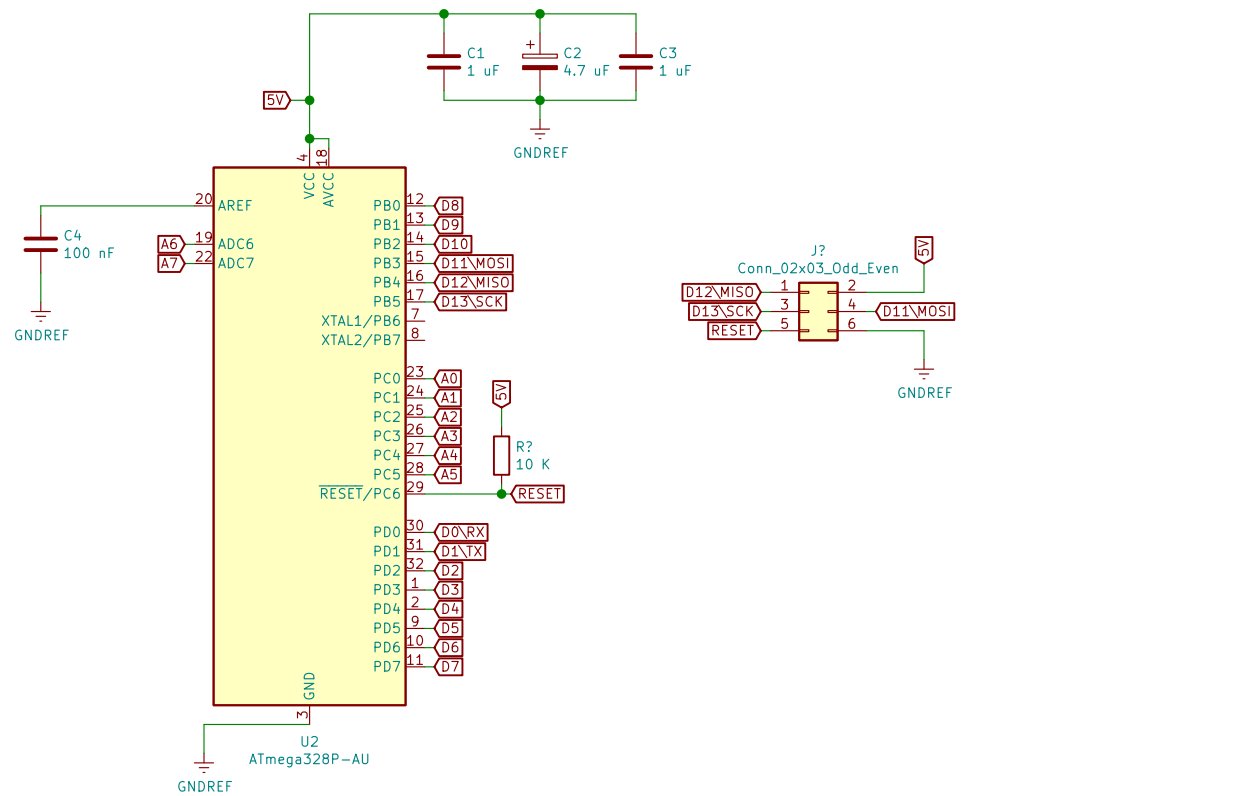 C1
1 uF
+
C2
4.7 uF
C3
1 uF
5V
GNDREF
4
18
VCC
AVCC
20
AREF
19
ADC6
A6
22
ADC7
A7
C4
100 nF
GNDREF
PB0
12
D8
PB1
13
D9
PB2
14
D10
PB3
15
D11\MOSI
PB4
16
D12\MISO
PB5
17
D13\SCK
XTAL1/PB6
7
XTAL2/PB7
8
PC0
23
A0
PC1
24
A1
PC2
25
A2
PC3
26
A3
PC4
27
A4
PC5
28
A5
RESET/PC6
29
RESET
5V
R?
10 K
PD0
30
D0\RX
PD1
31
D1\TX
PD2
32
D2
PD3
1
D3
PD4
2
D4
PD5
9
D5
PD6
10
D6
PD7
11
D7
GND
3
U2
ATmega328P-AU
GNDREF
J?
Conn_02x03_Odd_Even
5V
D12\MISO
1
2
D13\SCK
3
4
D11\MOSI
RESET
5
6
GNDREF